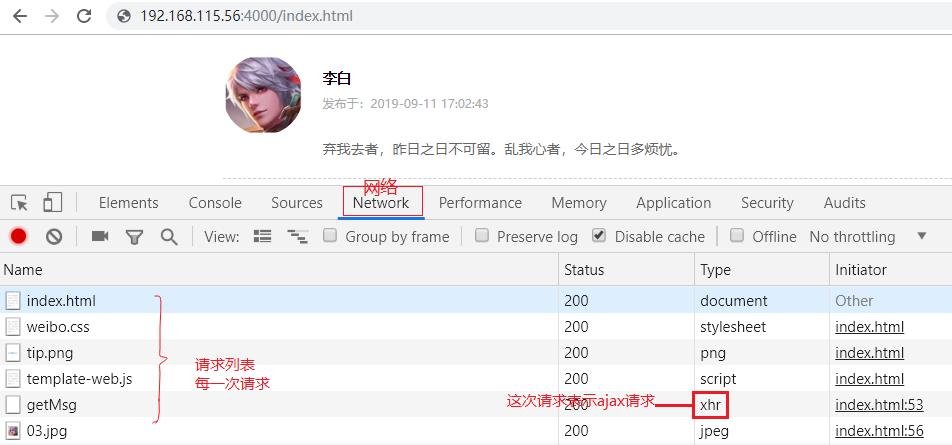 192.168.115.56:4000/index.html
李白
发布于：2019-09-11 17:02:43
弃我去者，昨日之日不可留。乱我心者，今日之日多烦忧。
网络
Elements Console Sources Network Performance Memory Application Security Audits
View: Group by frame Preserve log Disable cache Offline No throttling
Name Status Type Initiator
index.html 200 document Other
weibo.css 200 stylesheet index.html
tip.png 200 png index.html
请求列表
template-web.js 200 script index.html
每一次请求
getMsg 200 xhr index.html:53
这次请求表示ajax请求
03.jpg 200 jpeg index.html:56